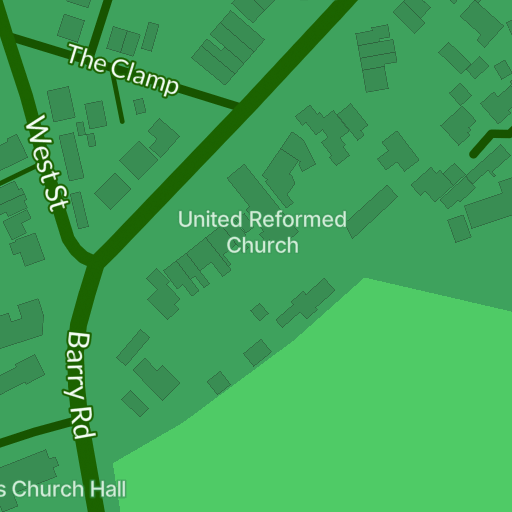 The Clamp
West St
United Reformed
Church
Barry Rd
s Church Hall